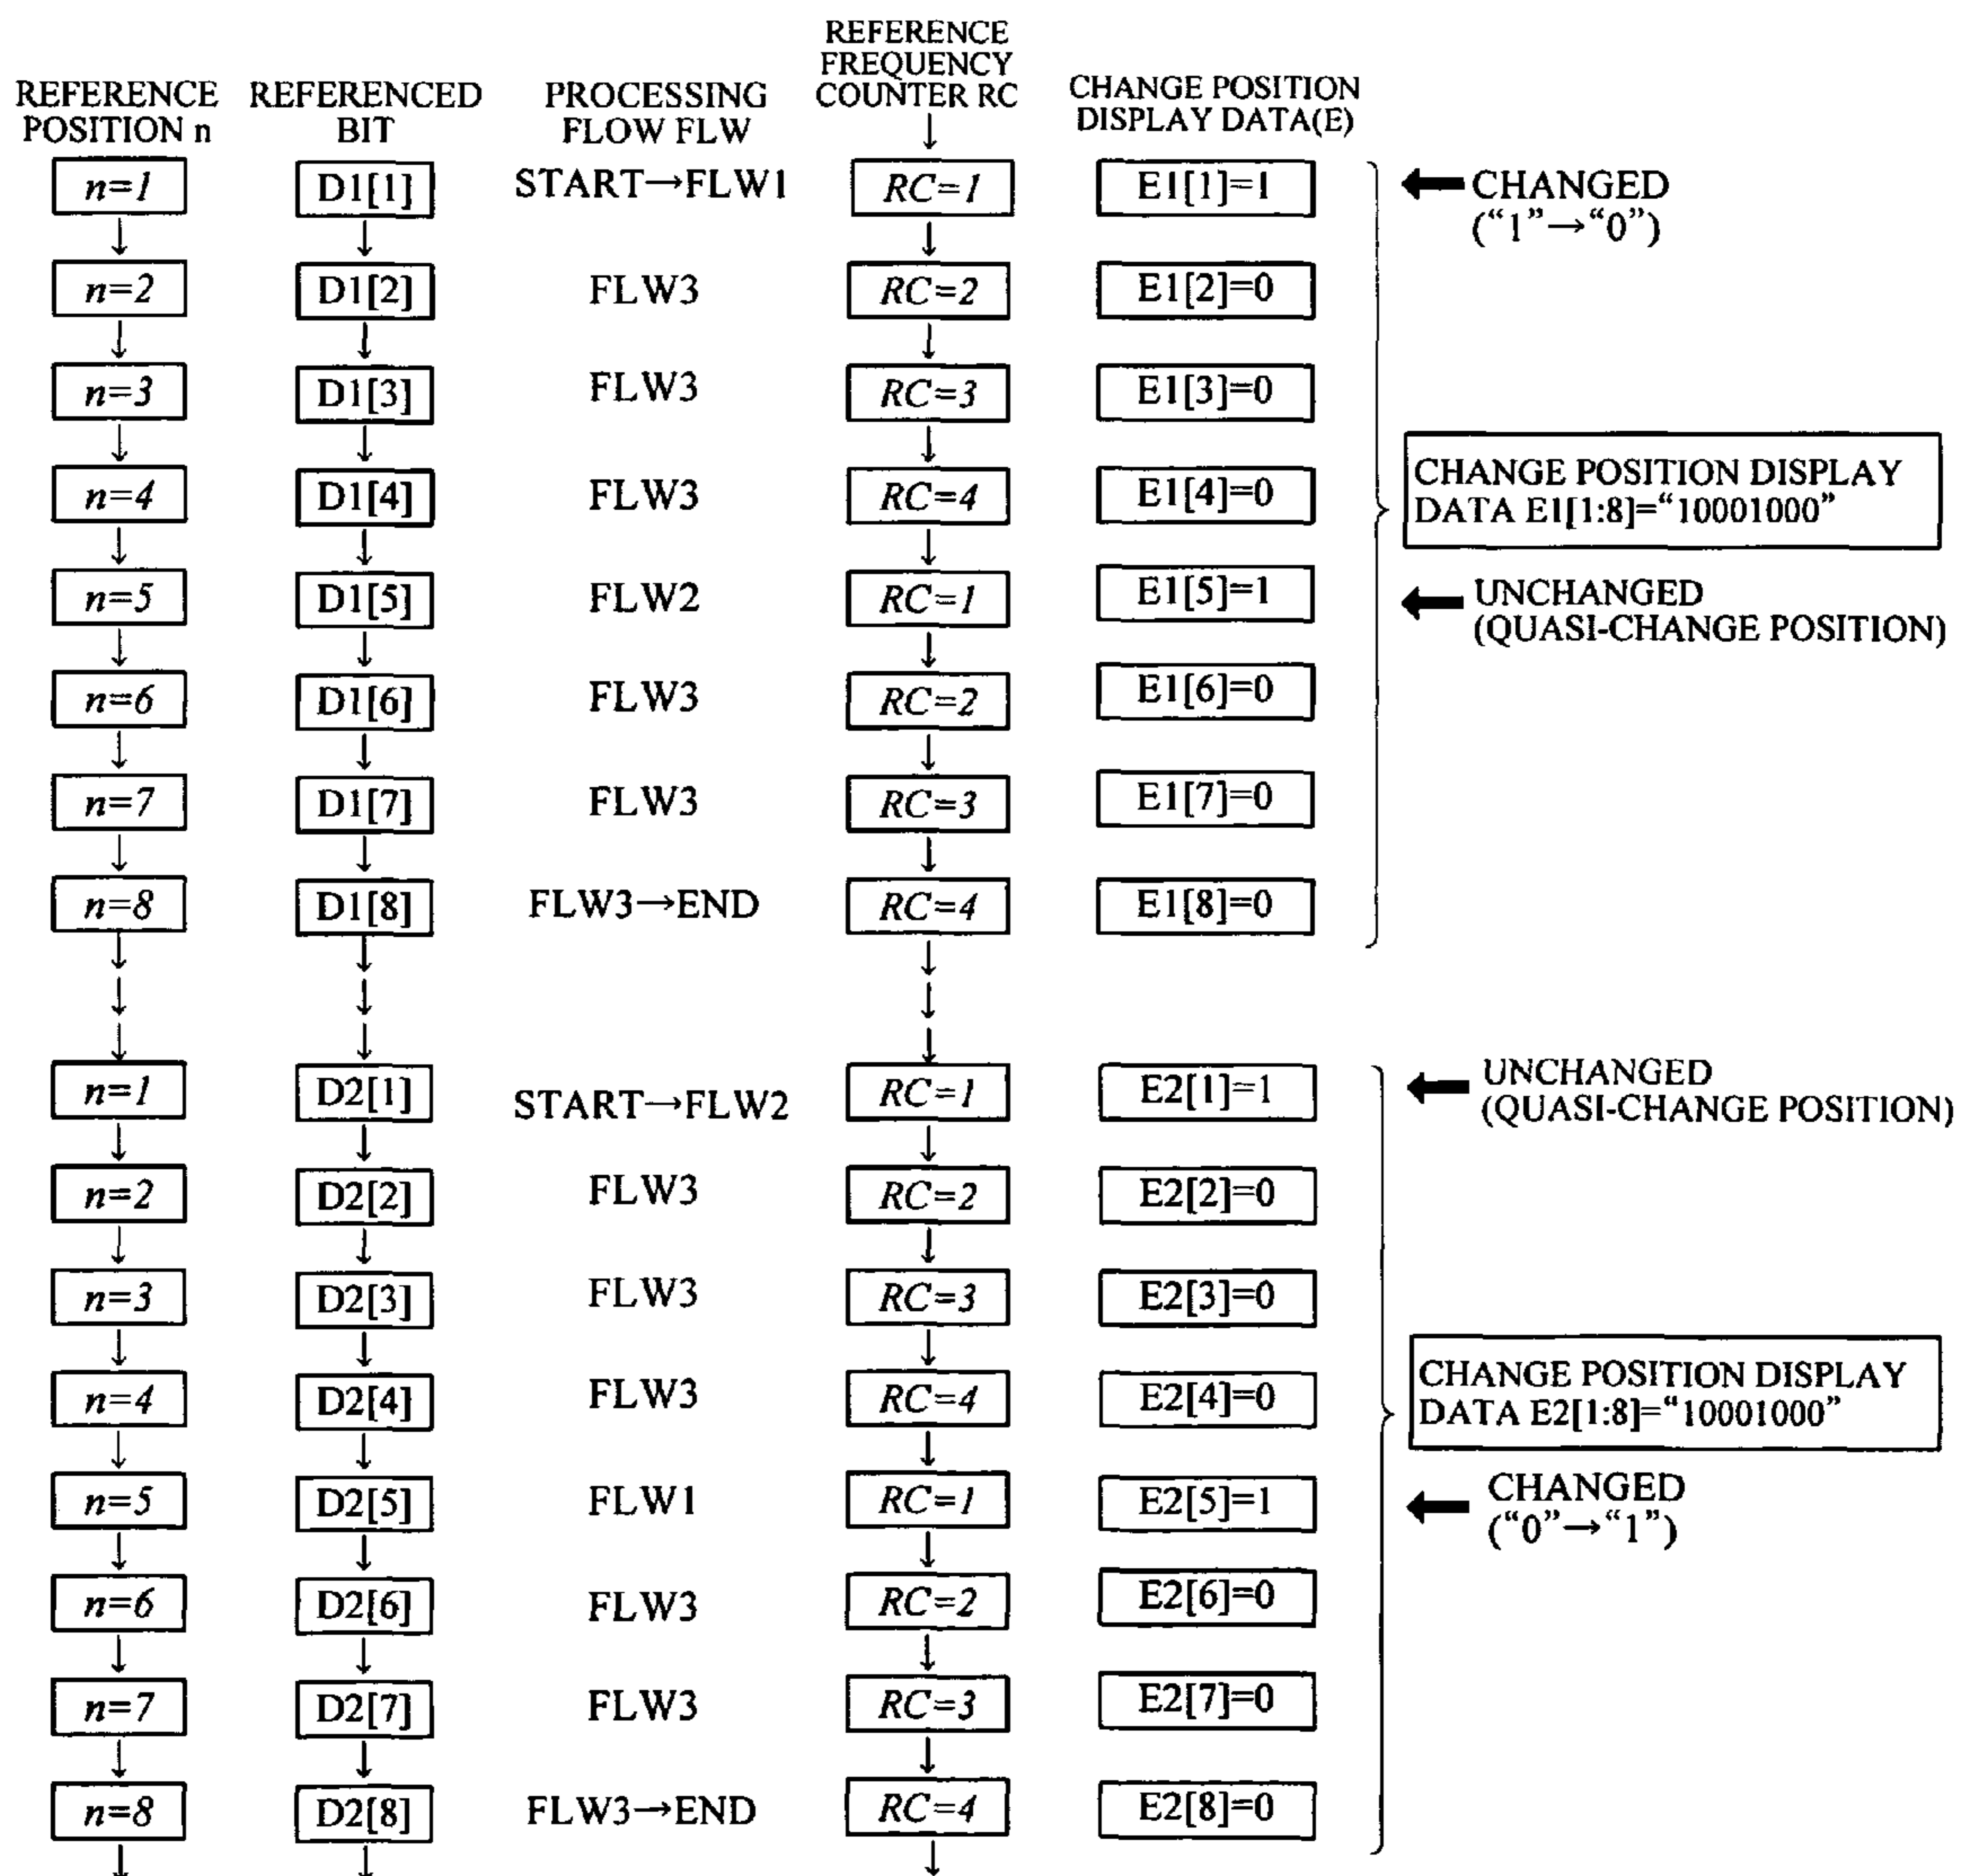 REFERENCE POSITION n
REFERENCED BIT
PROCESSING FLOW FLW
REFERENCE FREQUENCY COUNTER RC
CHANGE POSITION DISPLAY DATA(E)
n=1 D1[1] START→FLW1 RC=1 E1[1]=1
CHANGED
("1"→"0")
n=2 D1[2] FLW3 RC=2 E1[2]=0
n=3 D1[3] FLW3 RC=3 E1[3]=0
n=4 D1[4] FLW3 RC=4 E1[4]=0
CHANGE POSITION DISPLAY
DATA E1[1:8]="10001000"
n=5 D1[5] FLW2 RC=1 E1[5]=1
UNCHANGED
(QUASI-CHANGE POSITION)
n=6 D1[6] FLW3 RC=2 E1[6]=0
n=7 D1[7] FLW3 RC=3 E1[7]=0
n=8 D1[8] FLW3→END RC=4 E1[8]=0
n=1 D2[1] START→FLW2 RC=1 E2[1]=1
UNCHANGED
(QUASI-CHANGE POSITION)
n=2 D2[2] FLW3 RC=2 E2[2]=0
n=3 D2[3] FLW3 RC=3 E2[3]=0
n=4 D2[4] FLW3 RC=4 E2[4]=0
CHANGE POSITION DISPLAY
DATA E2[1:8]="10001000"
n=5 D2[5] FLW1 RC=1 E2[5]=1
CHANGED
("0"→"1")
n=6 D2[6] FLW3 RC=2 E2[6]=0
n=7 D2[7] FLW3 RC=3 E2[7]=0
n=8 D2[8] FLW3→END RC=4 E2[8]=0